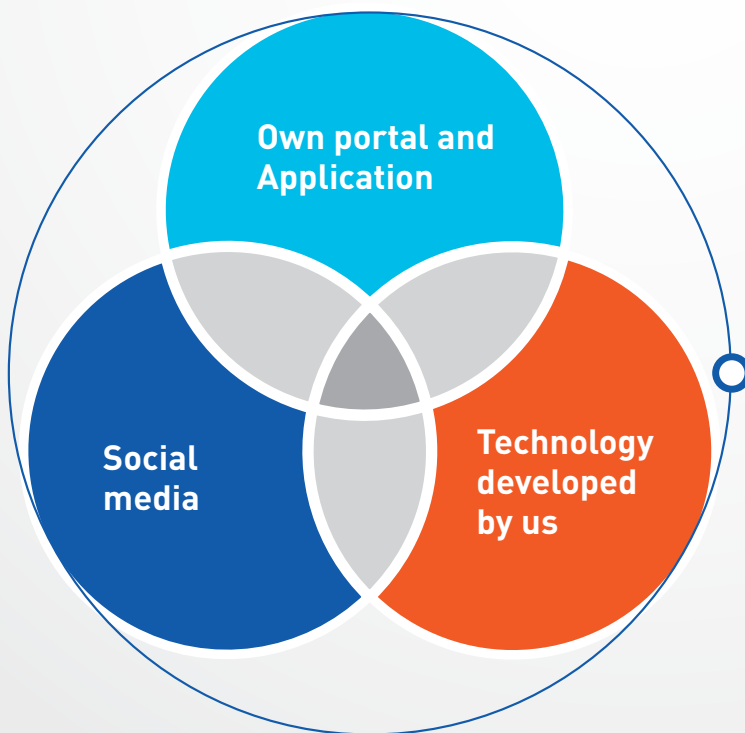 Own portal and
Application
Social
media
Technology
developed
by us